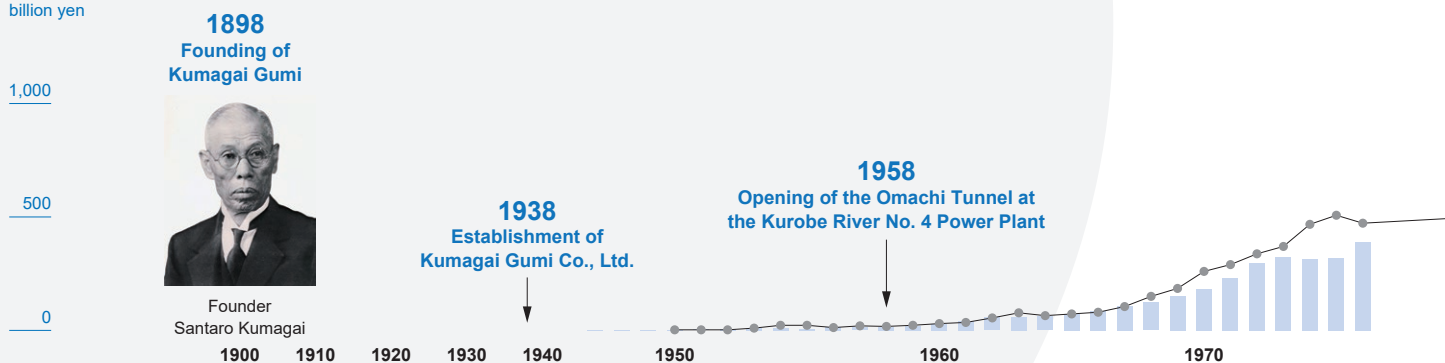 billion yen
1,000
500
0
1898
Founding of
Kumagai Gumi
Founder
Santaro Kumagai
1938
Establishment of
Kumagai Gumi Co., Ltd.
1958
Opening of the Omachi Tunnel at
the Kurobe River No. 4 Power Plant
1900 1910 1920 1930 1940 1950 1960 1970